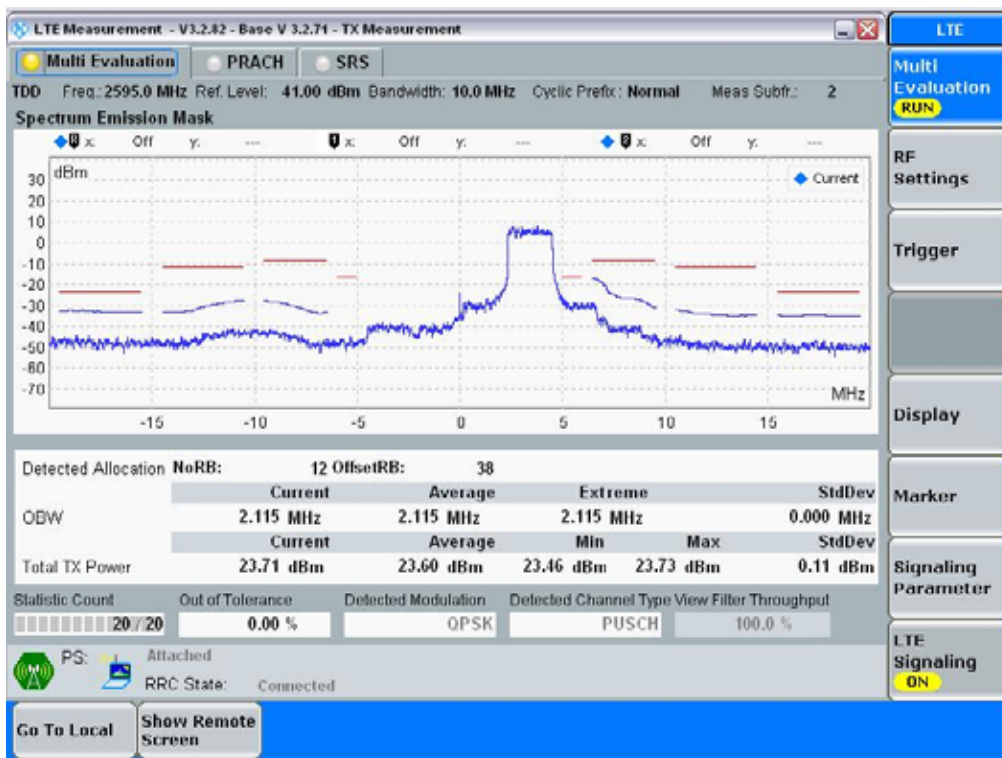 LTE Measurement - V3.2.82 - Base V 3.2.71 - TX Measurement
LTE
Multi Evaluation PRACH SRS
Multi Evaluation RUN
TDD Freq.: 2595.0 MHz Ref. Level: 41.00 dBm Bandwidth: 10.0 MHz Cyclic Prefix: Normal Meas Subfr.: 2
Spectrum Emission Mask
x: Off y: --- 1 x: Off y: --- 2 x: Off y: ---
dBm
Current
30
20
10
0
-10
-20
-30
-40
-50
-60
-70
MHz
-15 -10 -5 0 5 10 15
RF Settings
Trigger
Display
Marker
Signaling Parameter
LTE Signaling ON
Detected Allocation NoRB: 12 OffsetRB: 38
Current Average Extreme StdDev
OBW 2.115 MHz 2.115 MHz 2.115 MHz 0.000 MHz
Current Average Min Max StdDev
Total TX Power 23.71 dBm 23.60 dBm 23.46 dBm 23.73 dBm 0.11 dBm
Statistic Count Out of Tolerance Detected Modulation Detected Channel Type View Filter Throughput
20 / 20 0.00 % QPSK PUSCH 100.0 %
PS: Attached
RRC State: Connected
Go To Local Show Remote Screen